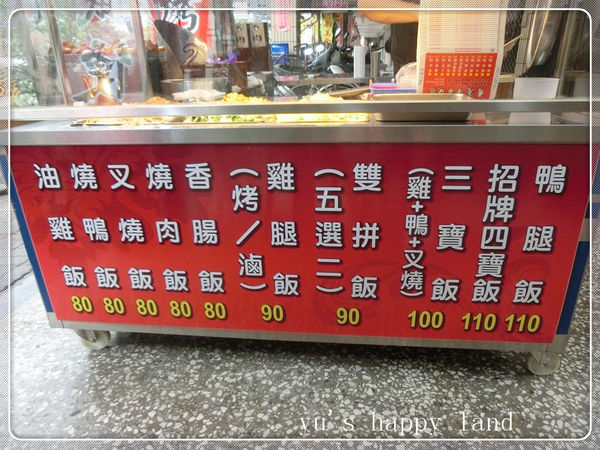 鴨腿飯 110
招牌四寶飯 110
三寶飯 (雞+鴨+叉燒) 100
雙拼飯 (五選二) 90
雞腿飯 (烤/滷) 90
香腸飯 80
燒肉飯 80
叉燒飯 80
燒鴨飯 80
油雞飯 80
yu's happy land